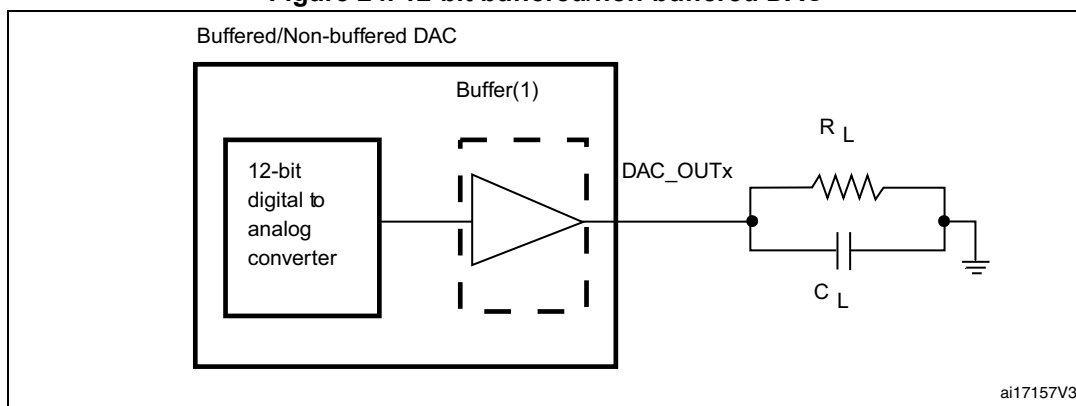 Buffered/Non-buffered DAC
Buffer(1)
12-bit
digital to
analog
converter
DAC_OUTx
R L
C L
ai17157V3